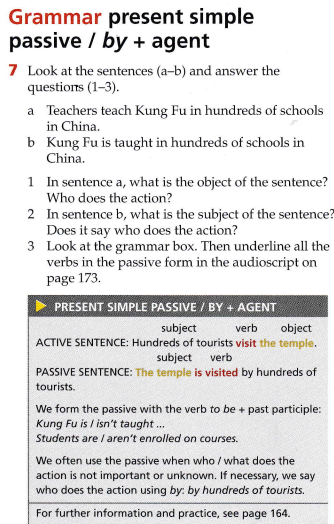 Grammar present simple
passive / by + agent
7 Look at the sentences (a–b) and answer the
questions (1–3).
a Teachers teach Kung Fu in hundreds of schools
in China.
b Kung Fu is taught in hundreds of schools in
China.
1 In sentence a, what is the object of the sentence?
Who does the action?
2 In sentence b, what is the subject of the sentence?
Does it say who does the action?
3 Look at the grammar box. Then underline all the
verbs in the passive form in the audioscript on
page 173.
PRESENT SIMPLE PASSIVE / BY + AGENT
subject verb object
ACTIVE SENTENCE: Hundreds of tourists visit the temple.
subject verb
PASSIVE SENTENCE: The temple is visited by hundreds of
tourists.
We form the passive with the verb to be + past participle:
Kung Fu is / isn't taught ...
Students are / aren't enrolled on courses.
We often use the passive when who / what does the
action is not important or unknown. If necessary, we say
who does the action using by: by hundreds of tourists.
For further information and practice, see page 164.